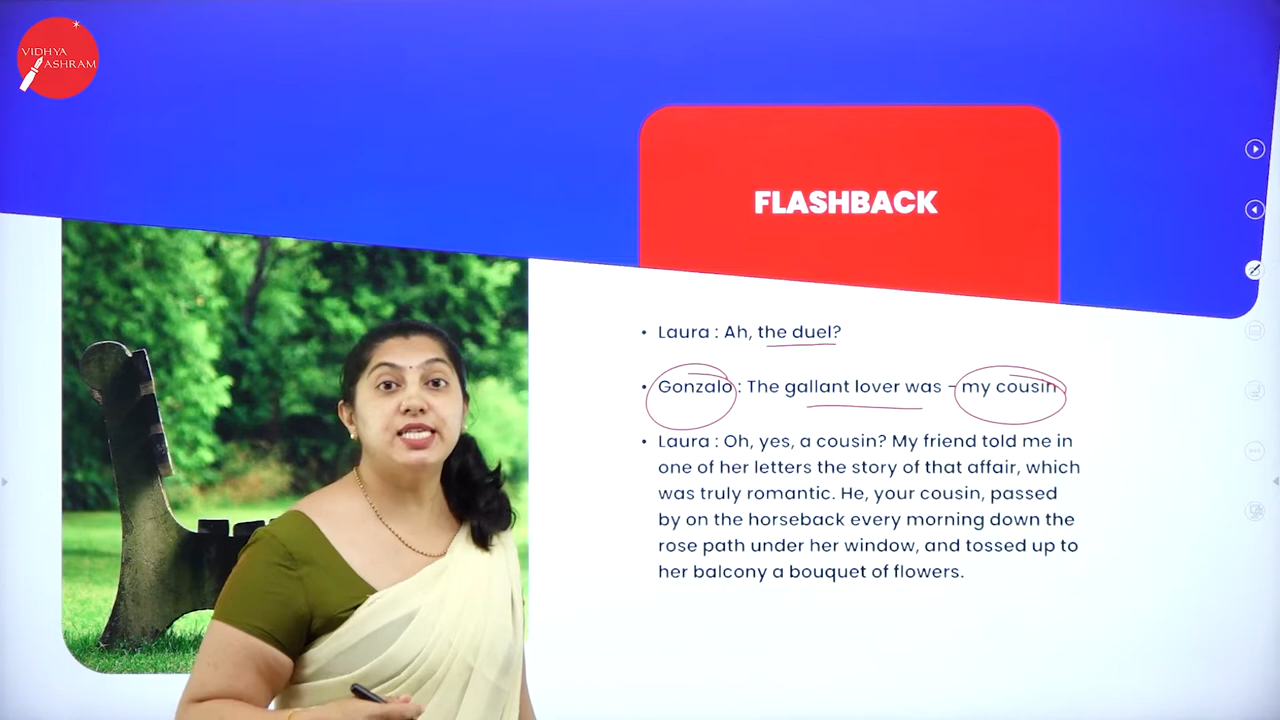 VIDHYA
ASHRAM
FLASHBACK
• Laura : Ah, the duel?
• Gonzalo : The gallant lover was – my cousin
• Laura : Oh, yes, a cousin? My friend told me in
one of her letters the story of that affair, which
was truly romantic. He, your cousin, passed
by on the horseback every morning down the
rose path under her window, and tossed up to
her balcony a bouquet of flowers.